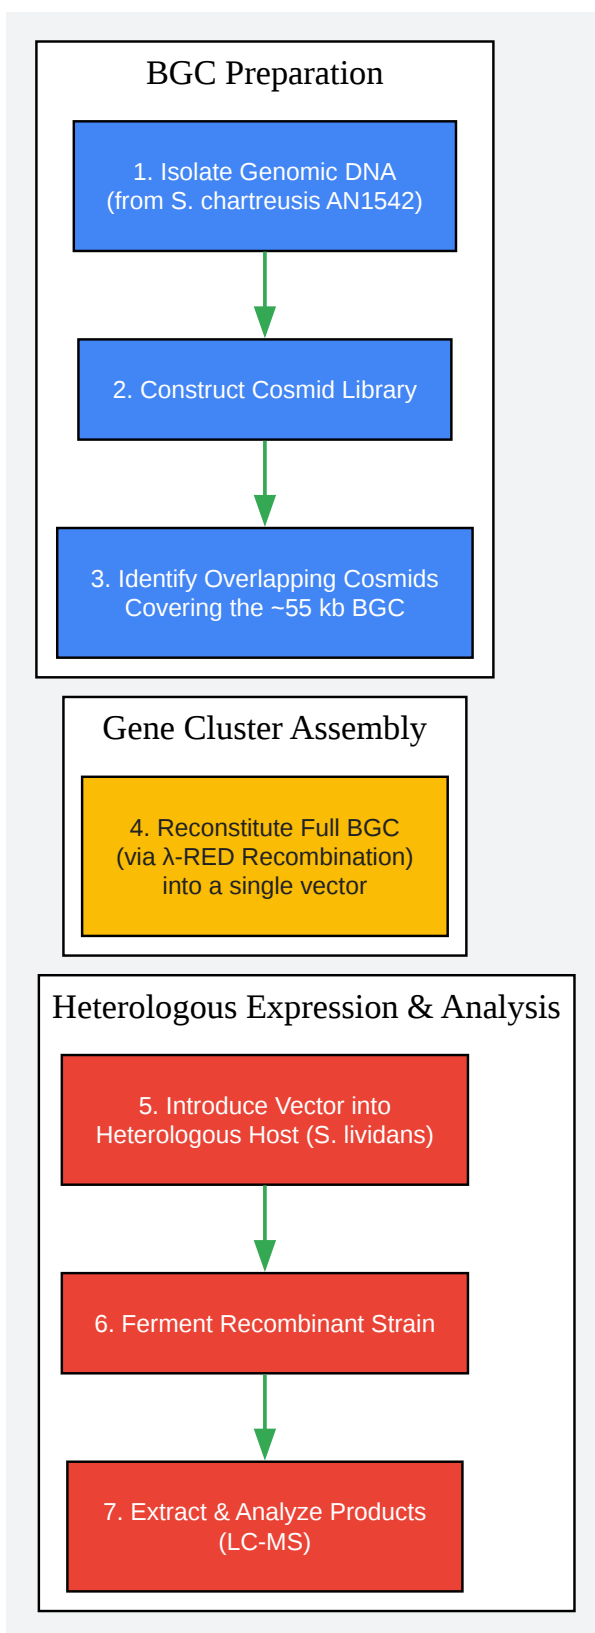 BGC Preparation
1. Isolate Genomic DNA
(from S. chartreusis AN1542)
2. Construct Cosmid Library
3. Identify Overlapping Cosmids
Covering the ~55 kb BGC
Gene Cluster Assembly
4. Reconstitute Full BGC
(via λ-RED Recombination)
into a single vector
Heterologous Expression & Analysis
5. Introduce Vector into
Heterologous Host (S. lividans)
6. Ferment Recombinant Strain
7. Extract & Analyze Products
(LC-MS)